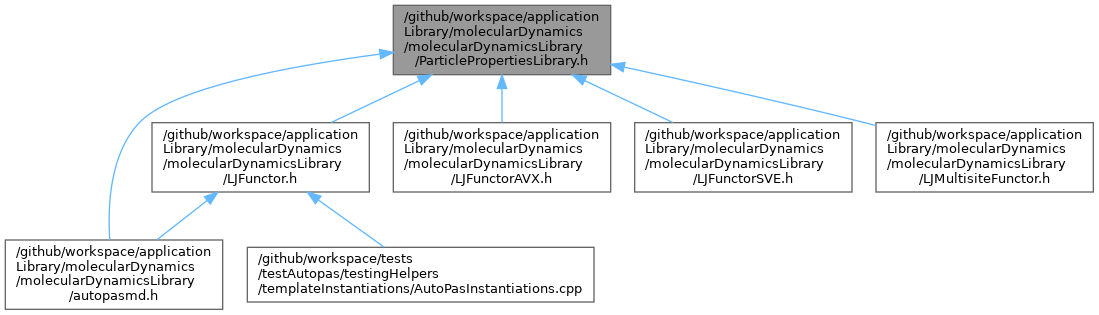 /github/workspace/application
Library/molecularDynamics
/molecularDynamicsLibrary
/ParticlePropertiesLibrary.h
/github/workspace/application
Library/molecularDynamics
/molecularDynamicsLibrary
/LJFunctor.h
/github/workspace/application
Library/molecularDynamics
/molecularDynamicsLibrary
/LJFunctorAVX.h
/github/workspace/application
Library/molecularDynamics
/molecularDynamicsLibrary
/LJFunctorSVE.h
/github/workspace/application
Library/molecularDynamics
/molecularDynamicsLibrary
/LJMultisiteFunctor.h
/github/workspace/application
Library/molecularDynamics
/molecularDynamicsLibrary
/autopasmd.h
/github/workspace/tests
/testAutopas/testingHelpers
/templateInstantiations/AutoPasInstantiations.cpp